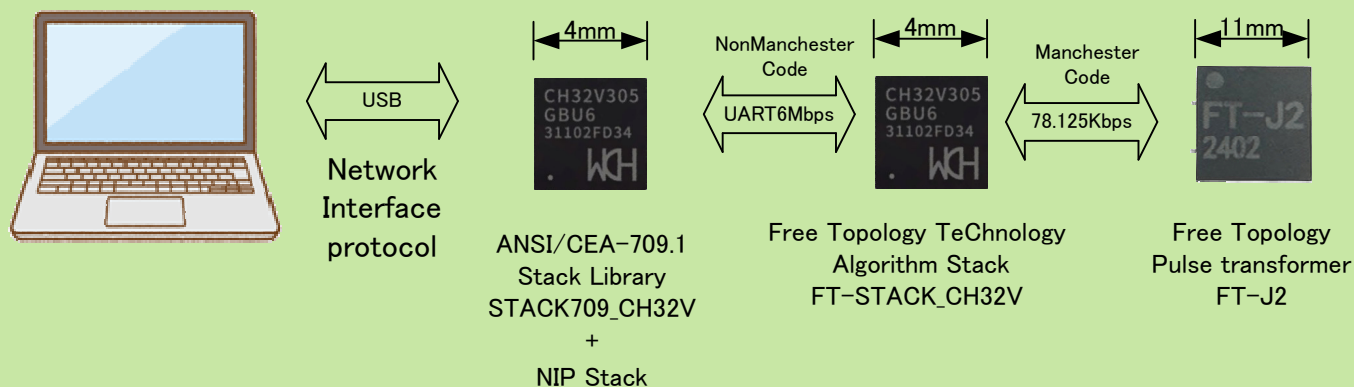 4mm
4mm
11mm
NonManchester
Code
Manchester
Code
USB
UART6Mbps
78.125Kbps
CH32V305
GBU6
31102FD34
WCH
CH32V305
GBU6
31102FD34
WCH
FT-J2
2402
Network
Interface
protocol
ANSI/CEA-709.1
Stack Library
STACK709_CH32V
+
NIP Stack
Free Topology TeChnology
Algorithm Stack
FT-STACK_CH32V
Free Topology
Pulse transformer
FT-J2